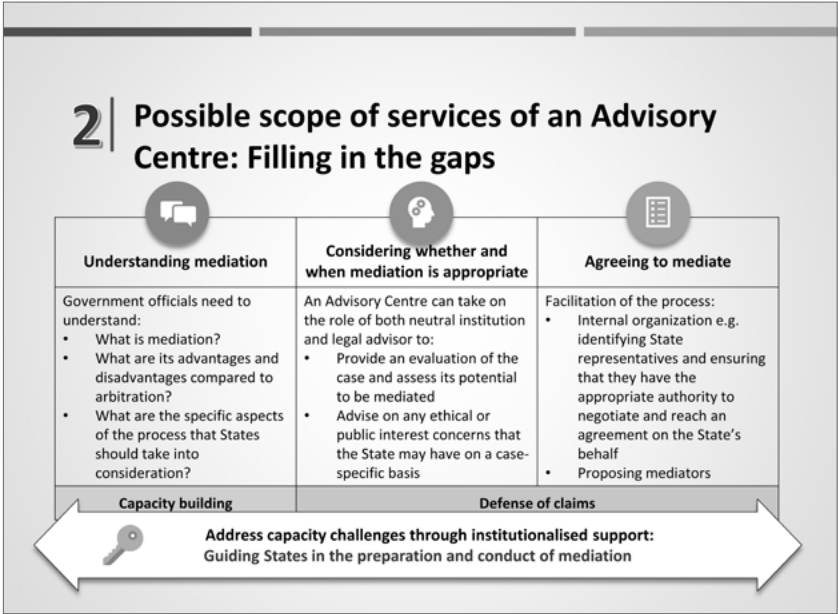 2
Possible scope of services of an Advisory
Centre: Filling in the gaps
Understanding mediation
Government officials need to
understand:
• What is mediation?
• What are its advantages and
disadvantages compared to
arbitration?
• What are the specific aspects
of the process that States
should take into
consideration?
Considering whether and
when mediation is appropriate
An Advisory Centre can take on
the role of both neutral institution
and legal advisor to:
• Provide an evaluation of the
case and assess its potential
to be mediated
• Advise on any ethical or
public interest concerns that
the State may have on a case-
specific basis
Agreeing to mediate
Facilitation of the process:
• Internal organization e.g.
identifying State
representatives and ensuring
that they have the
appropriate authority to
negotiate and reach an
agreement on the State's
behalf
• Proposing mediators
Capacity building
Defense of claims
Address capacity challenges through institutionalised support:
Guiding States in the preparation and conduct of mediation